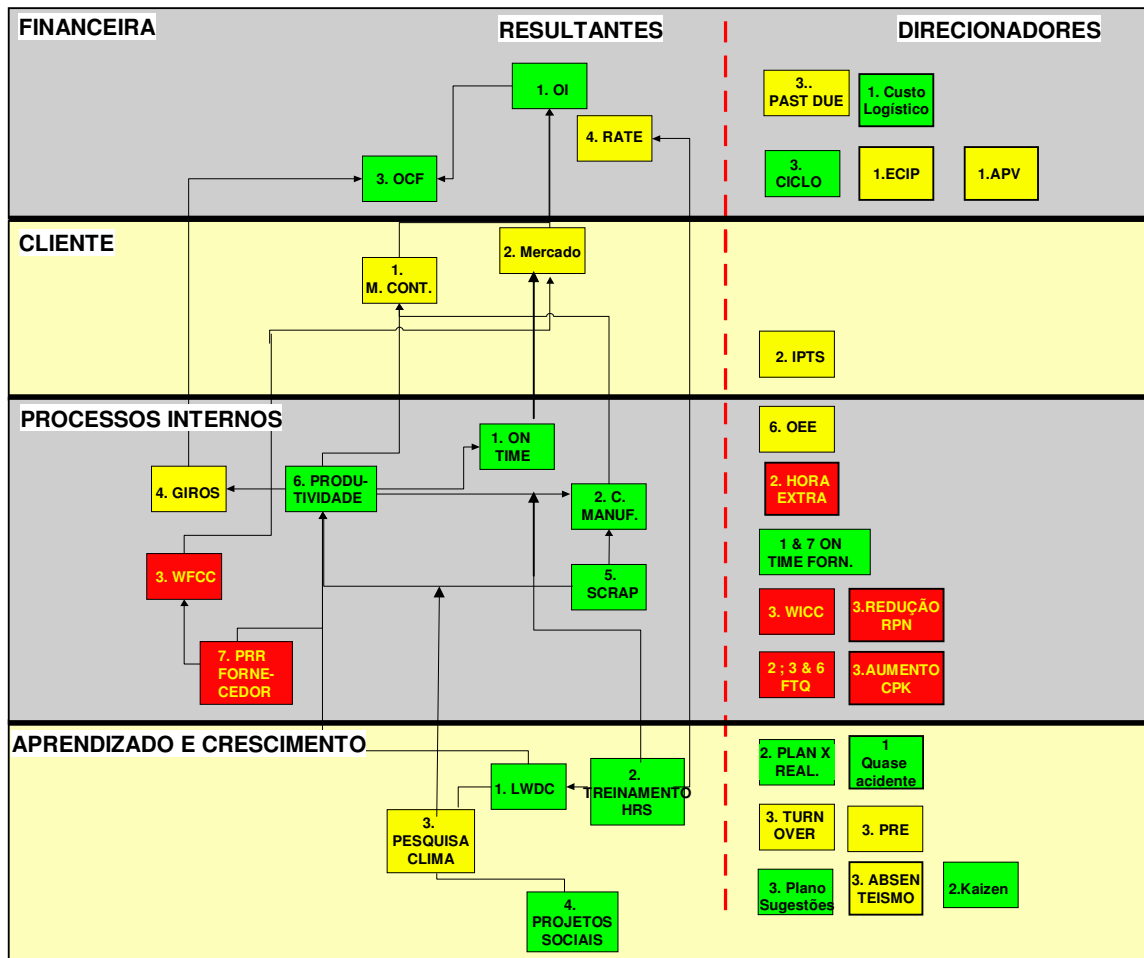 FINANCEIRA
RESULTANTES
DIRECIONADORES
1. OI
4. RATE
3. OCF
3..
PAST DUE
1. Custo
Logístico
3.
CICLO
1.ECIP
1.APV
CLIENTE
2. Mercado
1.
M. CONT.
2. IPTS
PROCESSOS INTERNOS
1. ON
TIME
4. GIROS
6. PRODU-
TIVIDADE
2. C.
MANUF.
3. WFCC
5.
SCRAP
7. PRR
FORNE-
CEDOR
6. OEE
2. HORA
EXTRA
1 & 7 ON
TIME FORN.
3. WICC
3.REDUÇÃO
RPN
2 ; 3 & 6
FTQ
3.AUMENTO
CPK
APRENDIZADO E CRESCIMENTO
1. LWDC
2.
TREINAMENTO
HRS
3.
PESQUISA
CLIMA
4.
PROJETOS
SOCIAIS
2. PLAN X
REAL.
1
Quase
acidente
3. TURN
OVER
3. PRE
3. Plano
Sugestões
3. ABSEN
TEISMO
2.Kaizen